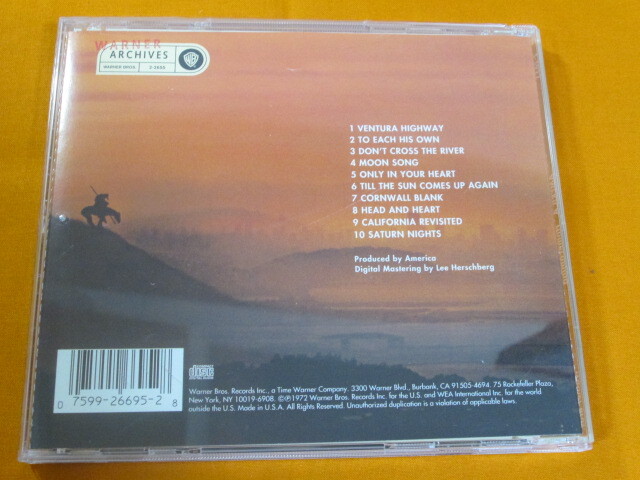 WARNER
ARCHIVES
WARNER BROS.
WB
1 VENTURA HIGHWAY
2 TO EACH HIS OWN
3 DON'T CROSS THE RIVER
4 MOON SONG
5 ONLY IN YOUR HEART
6 TILL THE SUN COMES UP AGAIN
7 CORNWALL BLANK
8 HEAD AND HEART
9 CALIFORNIA REVISITED
10 SATURN NIGHTS
Produced by America
Digital Mastering by Lee Herschberg
COMPACT
disc
Warner Bros. Records Inc., a Time Warner Company. 3300 Warner Blvd., Burbank, CA 91505-4694. 75 Rockefeller Plaza,
New York, NY 10019-6908. ©℗1972 Warner Bros. Records Inc. for the U.S. and WEA International Inc. for the world
outside the U.S. Made in U.S.A. All Rights Reserved. Unauthorized duplication is a violation of applicable laws.
0 7599-26695-2 8